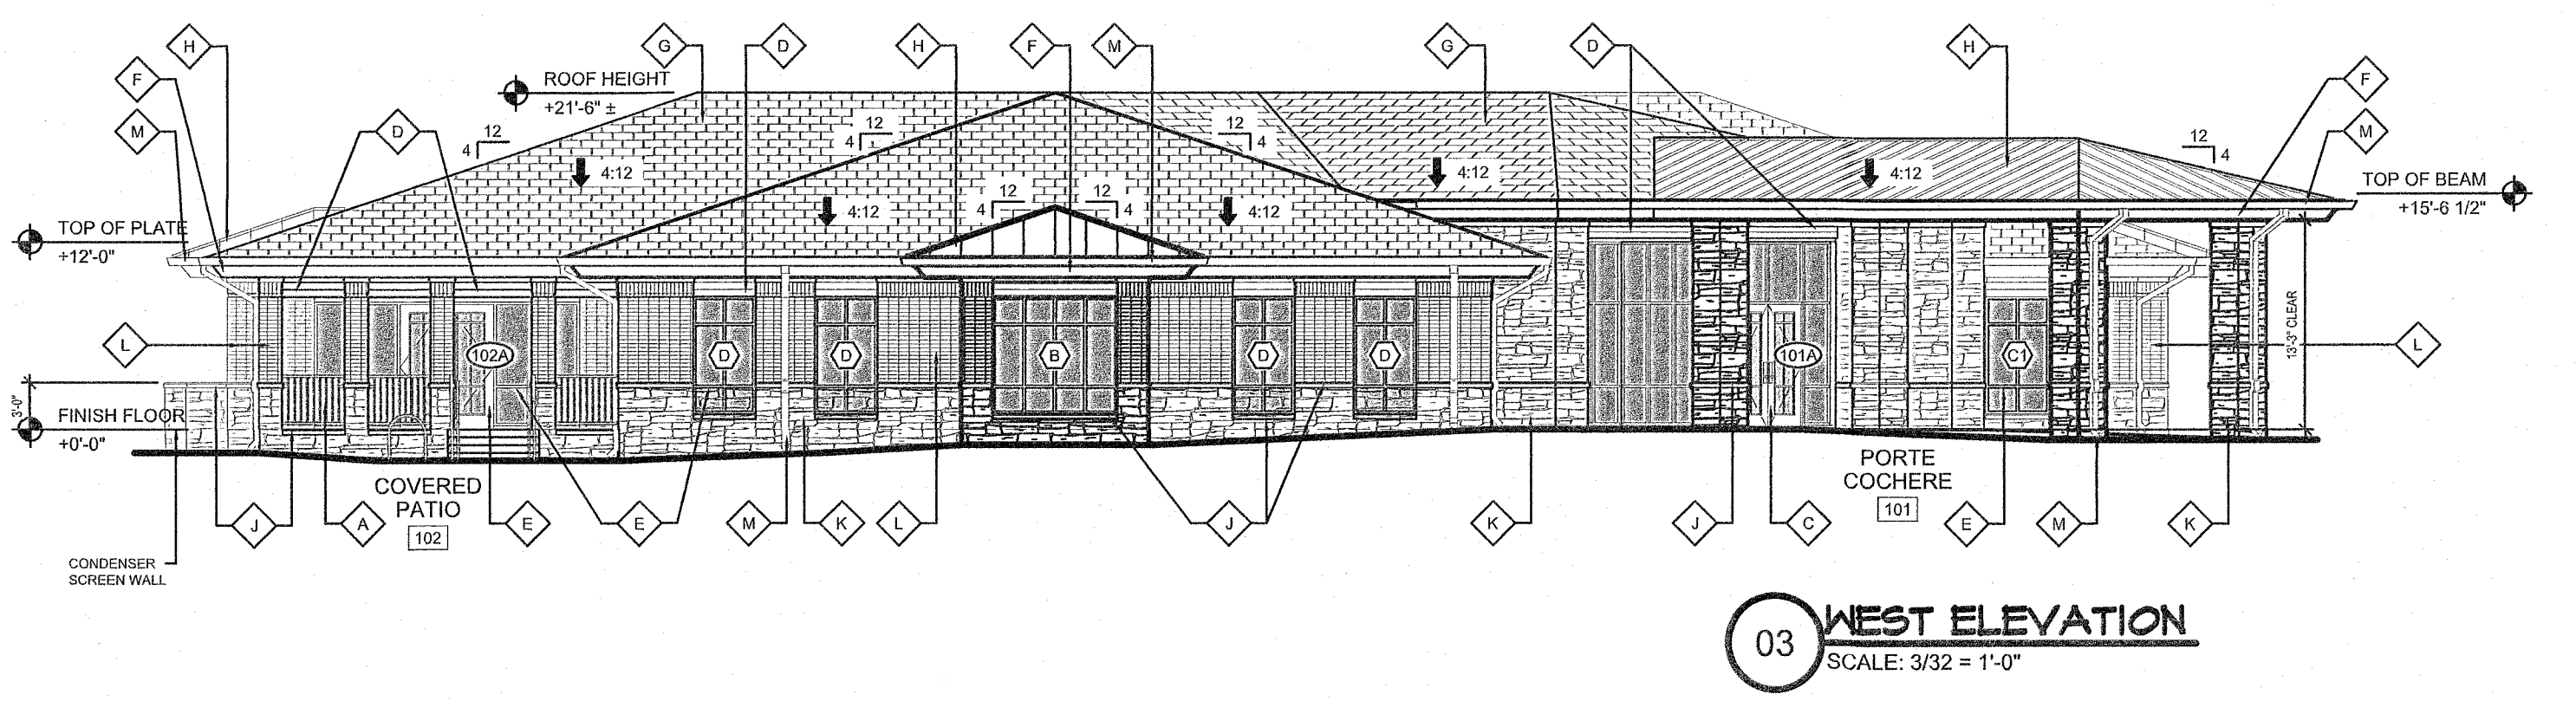 H
G
D
H
F
M
G
D
H
F
ROOF HEIGHT
+21'-6" ±
F
M
D
M
12
4
12
4
12
4
12
4
4:12
4:12
4:12
TOP OF BEAM
+15'-6 1/2"
12
4
12
4
4:12
4:12
TOP OF PLATE
+12'-0"
L
102A
D
D
B
D
D
101A
C1
13'-3" CLEAR
L
3'-0"
FINISH FLOOR
+0'-0"
COVERED
PATIO
102
PORTE
COCHERE
101
J
A
E
E
M
K
L
J
K
J
C
E
M
K
CONDENSER
SCREEN WALL
03
WEST ELEVATION
SCALE: 3/32 = 1'-0"